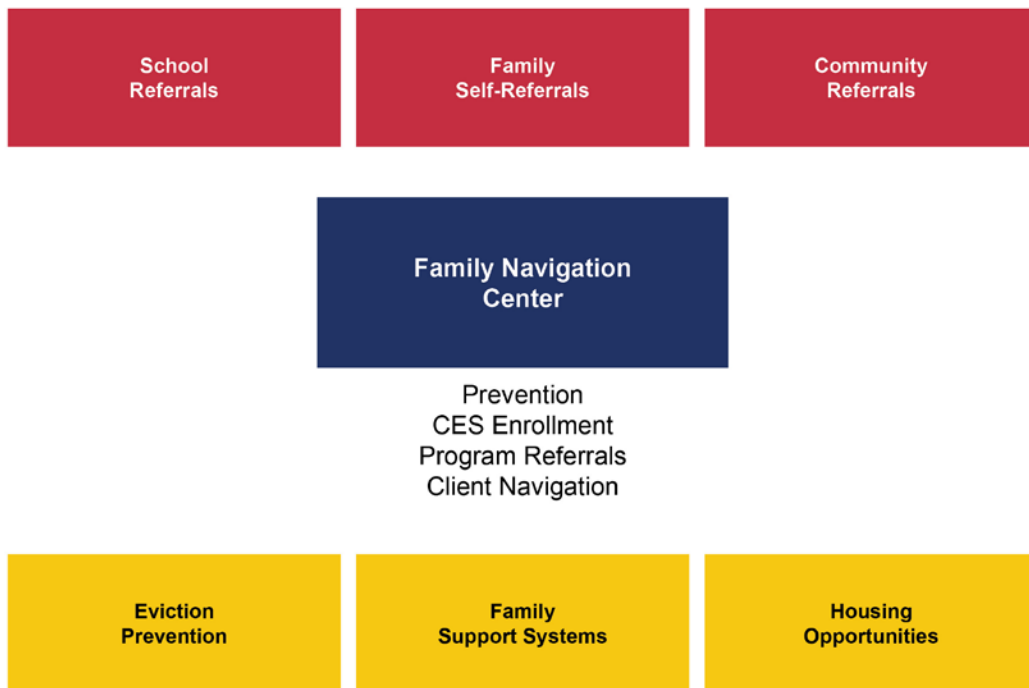 School
Referrals
Family
Self-Referrals
Community
Referrals
Family Navigation
Center
Prevention
CES Enrollment
Program Referrals
Client Navigation
Eviction
Prevention
Family
Support Systems
Housing
Opportunities